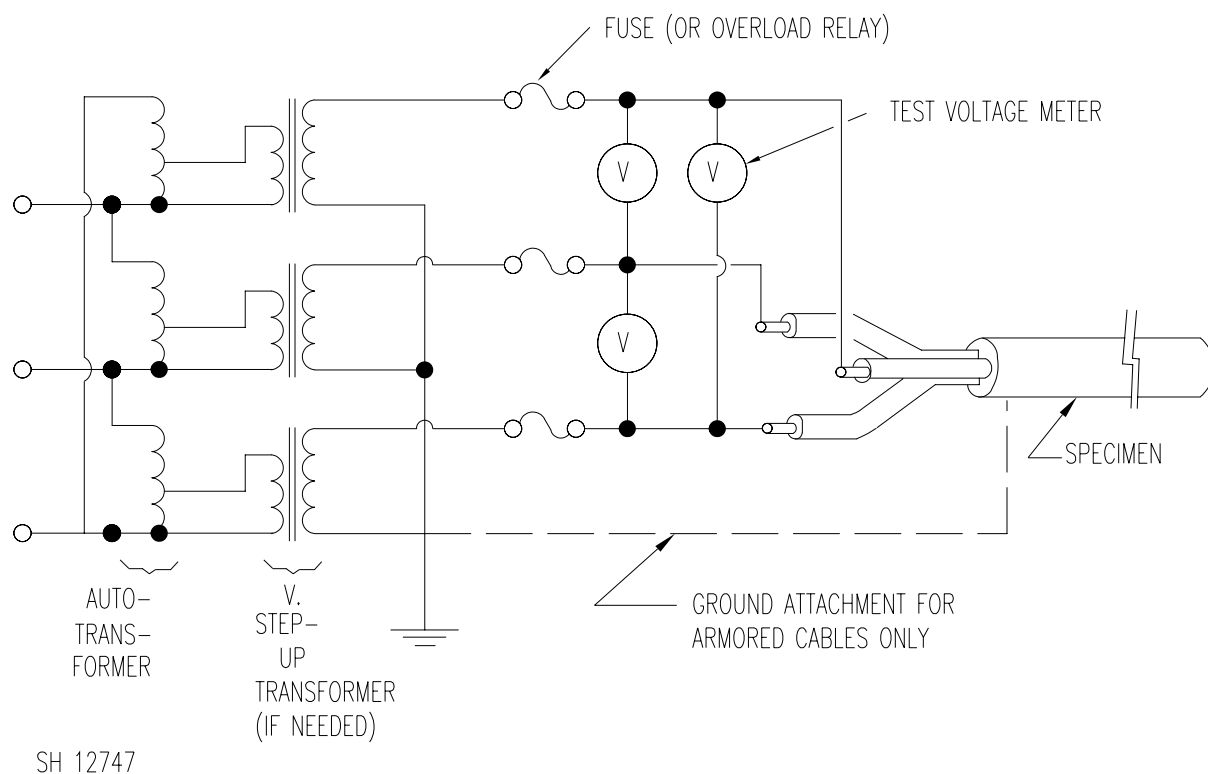 FUSE (OR OVERLOAD RELAY)
TEST VOLTAGE METER
V
V
V
SPECIMEN
AUTO-
TRANS-
FORMER
V.
STEP-
UP
TRANSFORMER
(IF NEEDED)
GROUND ATTACHMENT FOR
ARMORED CABLES ONLY
SH 12747